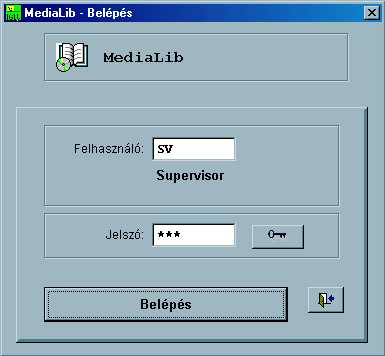 MediaLib - Belépés
MediaLib
Felhasználó: SV
Supervisor
Jelszó: ***
Belépés